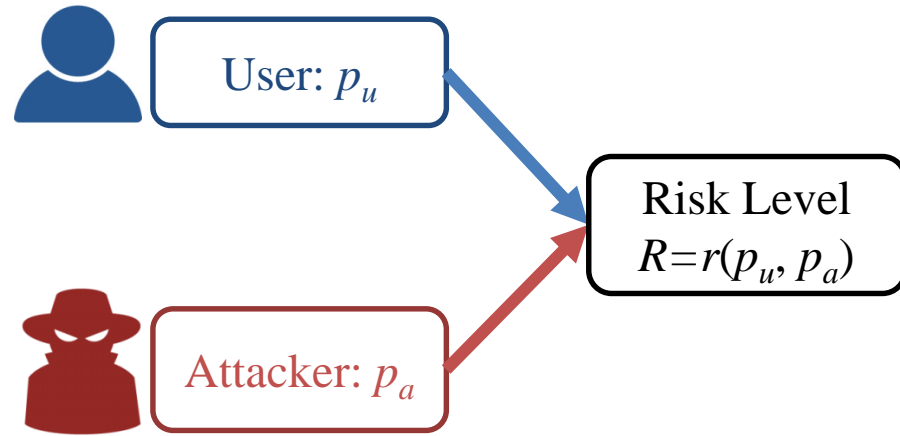 User: pᵤ
Risk Level
R=r(pᵤ, pₐ)
Attacker: pₐ